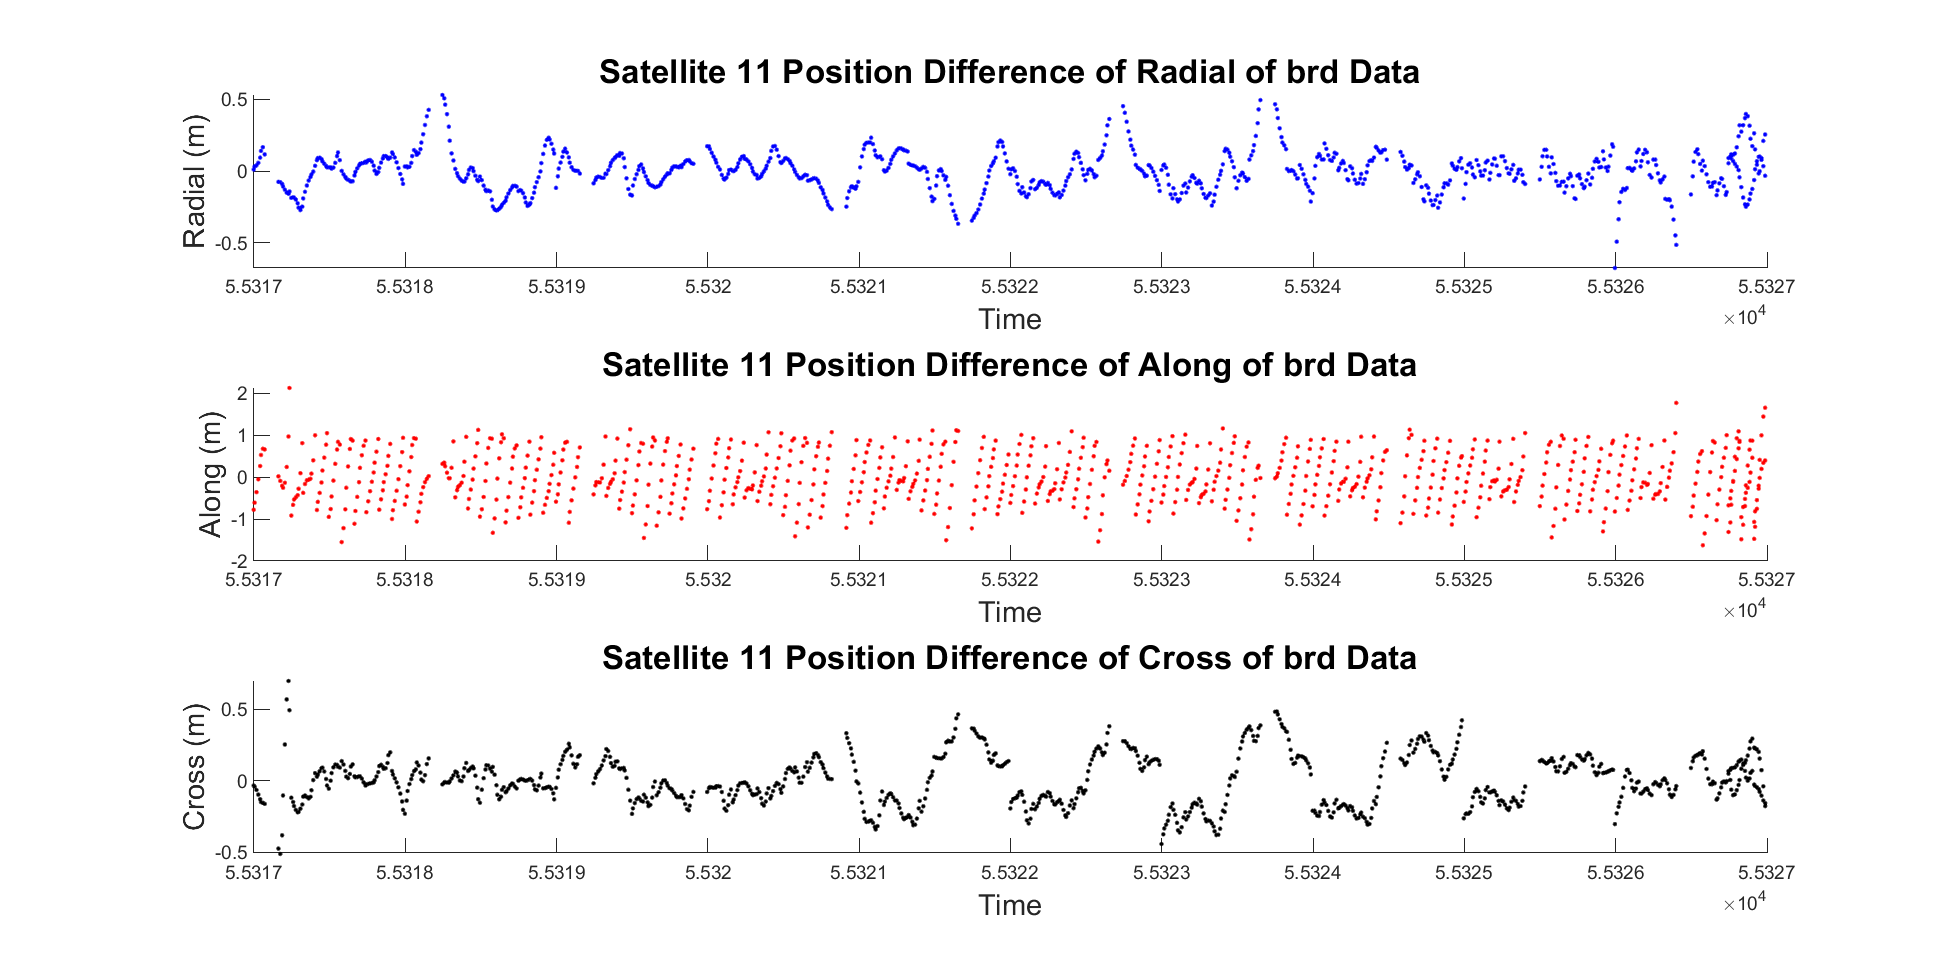 Satellite 11 Position Difference of Radial of brd Data
Radial (m)
0.5
0
-0.5
5.5317 5.5318 5.5319 5.532 5.5321 5.5322 5.5323 5.5324 5.5325 5.5326 5.5327
Time
×10^4
Satellite 11 Position Difference of Along of brd Data
Along (m)
2
1
0
-1
-2
5.5317 5.5318 5.5319 5.532 5.5321 5.5322 5.5323 5.5324 5.5325 5.5326 5.5327
Time
×10^4
Satellite 11 Position Difference of Cross of brd Data
Cross (m)
0.5
0
-0.5
5.5317 5.5318 5.5319 5.532 5.5321 5.5322 5.5323 5.5324 5.5325 5.5326 5.5327
Time
×10^4